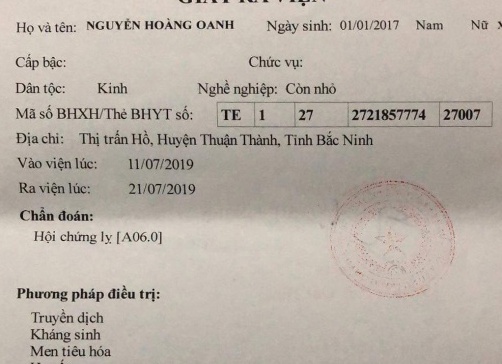 GIẤY RA VIỆN
Họ và tên: NGUYỄN HOÀNG OANH Ngày sinh: 01/01/2017 Nam Nữ X
Cấp bậc: Chức vụ:
Dân tộc: Kinh Nghề nghiệp: Còn nhỏ
Mã số BHXH/Thẻ BHYT số: TE 1 27 2721857774 27007
Địa chỉ: Thị trấn Hồ, Huyện Thuận Thành, Tỉnh Bắc Ninh
Vào viện lúc: 11/07/2019
Ra viện lúc: 21/07/2019
Chẩn đoán:
Hội chứng lỵ [A06.0]
Phương pháp điều trị:
Truyền dịch
Kháng sinh
Men tiêu hóa